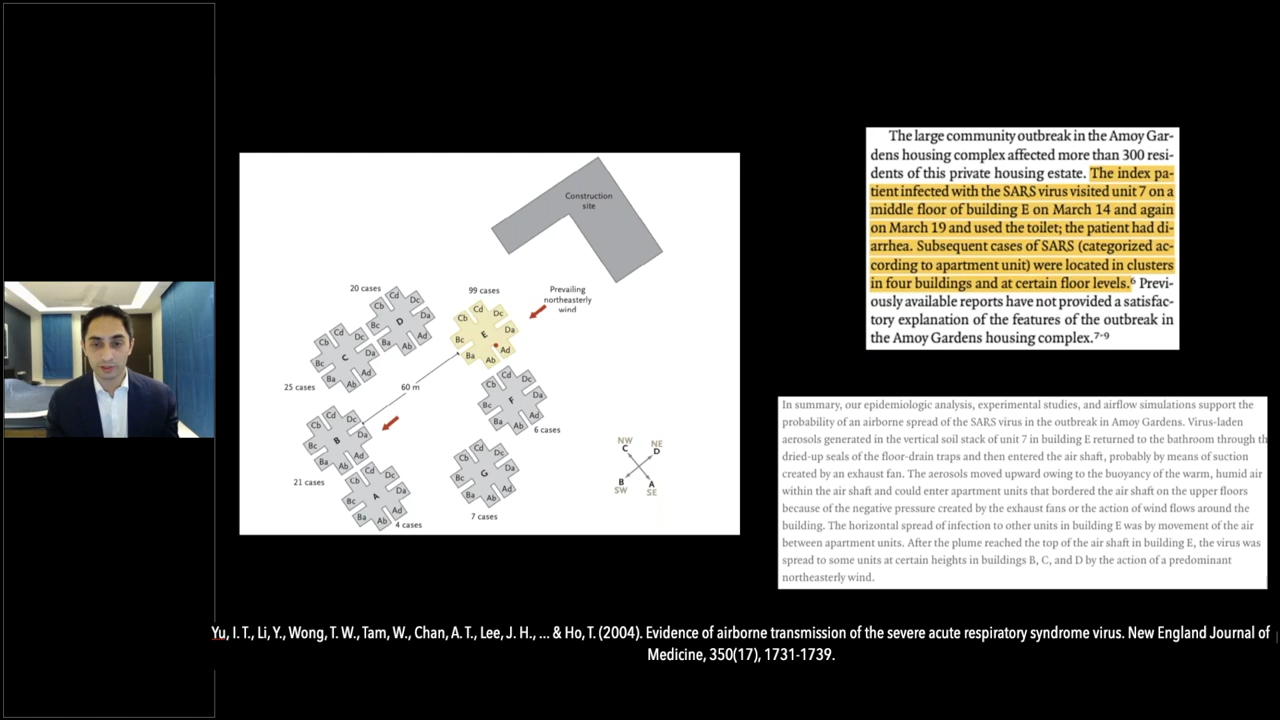 Construction
site
20 cases
99 cases
Prevailing
northeasterly
wind
Cb Cd Dc Da Ad Ab Ba Bc D
Cb Cd Dc Da Ad Ab Ba Bc E
Cb Cd Dc Da Ad Ab Ba Bc C
25 cases
60 m
Cb Cd Dc Da Ad Ab Ba Bc F
6 cases
Cb Cd Dc Da Ba Ab B Bc
21 cases
Cb Cd Dc Da Ad Ab Ba Bc A
4 cases
Cb Cd Dc Da Ad Ab Ba Bc G
7 cases
NW
C
NE
D
B
SW
A
SE
The large community outbreak in the Amoy Gar-
dens housing complex affected more than 300 resi-
dents of this private housing estate. The index pa-
tient infected with the SARS virus visited unit 7 on a
middle floor of building E on March 14 and again
on March 19 and used the toilet; the patient had di-
arrhea. Subsequent cases of SARS (categorized ac-
cording to apartment unit) were located in clusters
in four buildings and at certain floor levels.6 Previ-
ously available reports have not provided a satisfac-
tory explanation of the features of the outbreak in
the Amoy Gardens housing complex.7-9
In summary, our epidemiologic analysis, experimental studies, and airflow simulations support the
probability of an airborne spread of the SARS virus in the outbreak in Amoy Gardens. Virus-laden
aerosols generated in the vertical soil stack of unit 7 in building E returned to the bathroom through th
dried-up seals of the floor-drain traps and then entered the air shaft, probably by means of suction
created by an exhaust fan. The aerosols moved upward owing to the buoyancy of the warm, humid air
within the air shaft and could enter apartment units that bordered the air shaft on the upper floors
because of the negative pressure created by the exhaust fans or the action of wind flows around the
building. The horizontal spread of infection to other units in building E was by movement of the air
between apartment units. After the plume reached the top of the air shaft in building E, the virus was
spread to some units at certain heights in buildings B, C, and D by the action of a predominant
northeasterly wind.
Yu, I. T., Li, Y., Wong, T. W., Tam, W., Chan, A. T., Lee, J. H., ... & Ho, T. (2004). Evidence of airborne transmission of the severe acute respiratory syndrome virus. New England Journal of
Medicine, 350(17), 1731-1739.